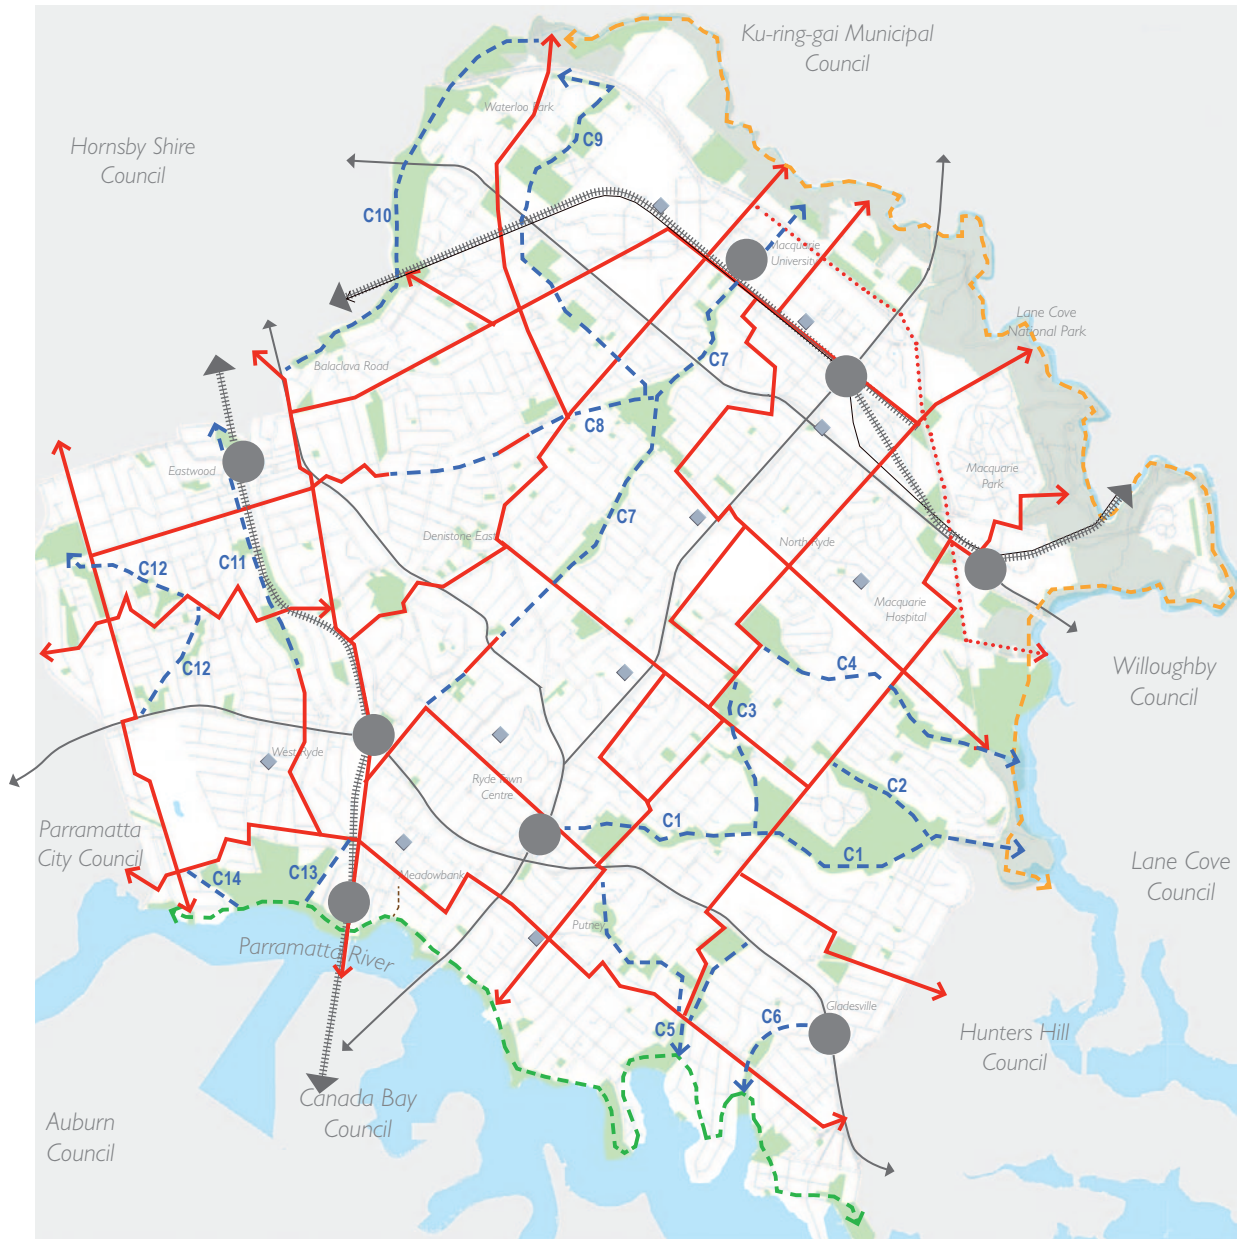 Ku-ring-gai Municipal
Council
Hornsby Shire
Council
Waterloo Park
C9
C10
Macquarie
University
Lane Cove
National Park
Balaclava Road
C7
C8
Eastwood
Macquarie
Park
C7
Denistone East
North Ryde
C12
C11
Macquarie
Hospital
C12
C4
Willoughby
Council
C3
West Ryde
Ryde Town
Centre
C2
Parramatta
City Council
C1
C1
Lane Cove
Council
C14
C13
Meadowbank
Putney
Parramatta River
Gladesville
C5
C6
Hunters Hill
Council
Canada Bay
Council
Auburn
Council